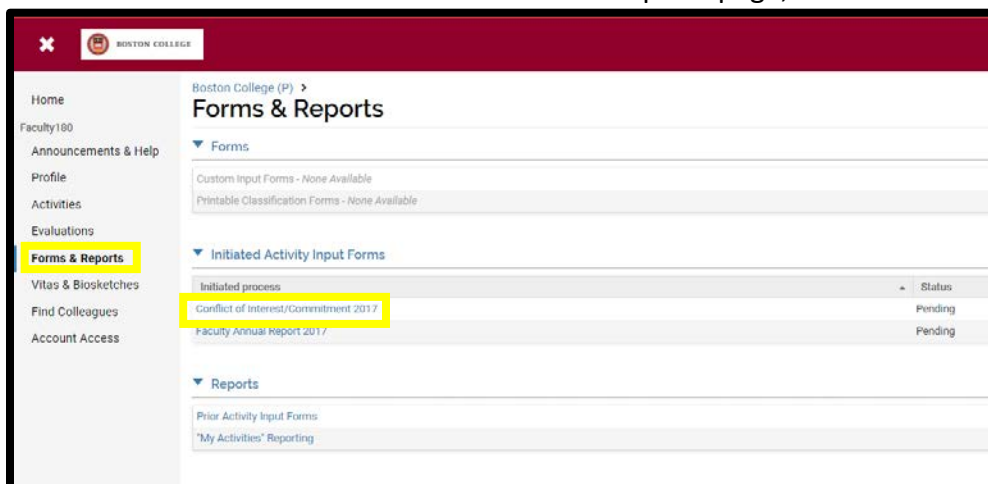 BOSTON COLLEGE
Home
Faculty180
Announcements & Help
Profile
Activities
Evaluations
Forms & Reports
Vitas & Biosketches
Find Colleagues
Account Access
Boston College (P) >
Forms & Reports
Forms
Custom Input Forms - None Available
Printable Classification Forms - None Available
Initiated Activity Input Forms
Initiated process Status
Conflict of Interest/Commitment 2017 Pending
Faculty Annual Report 2017 Pending
Reports
Prior Activity Input Forms
"My Activities" Reporting